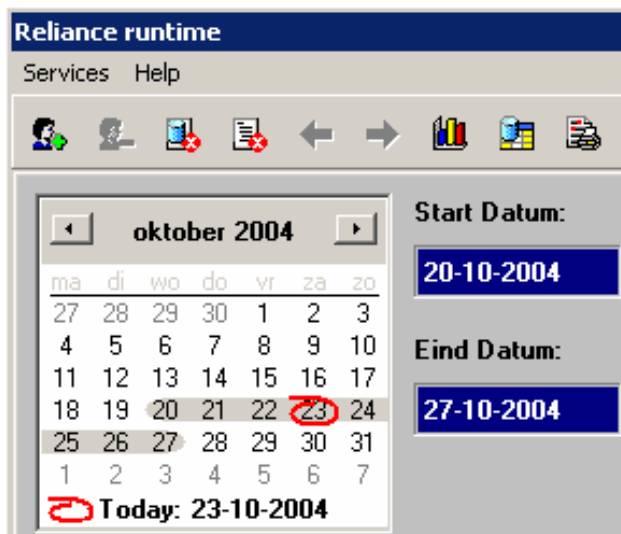 Reliance runtime
Services Help
oktober 2004
Start Datum:
20-10-2004
Eind Datum:
27-10-2004
ma di wo do vr za zo
27 28 29 30 1 2 3
4 5 6 7 8 9 10
11 12 13 14 15 16 17
18 19 20 21 22 23 24
25 26 27 28 29 30 31
1 2 3 4 5 6 7
Today: 23-10-2004